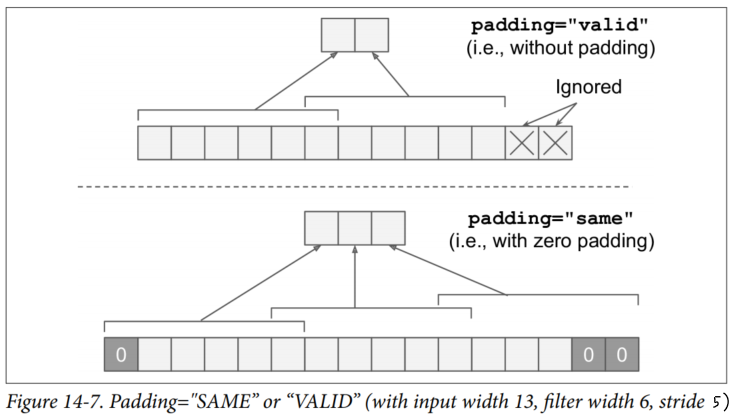 padding="valid"
(i.e., without padding)
Ignored
padding="same"
(i.e., with zero padding)
0 0 0
Figure 14-7. Padding="SAME” or “VALID” (with input width 13, filter width 6, stride 5)